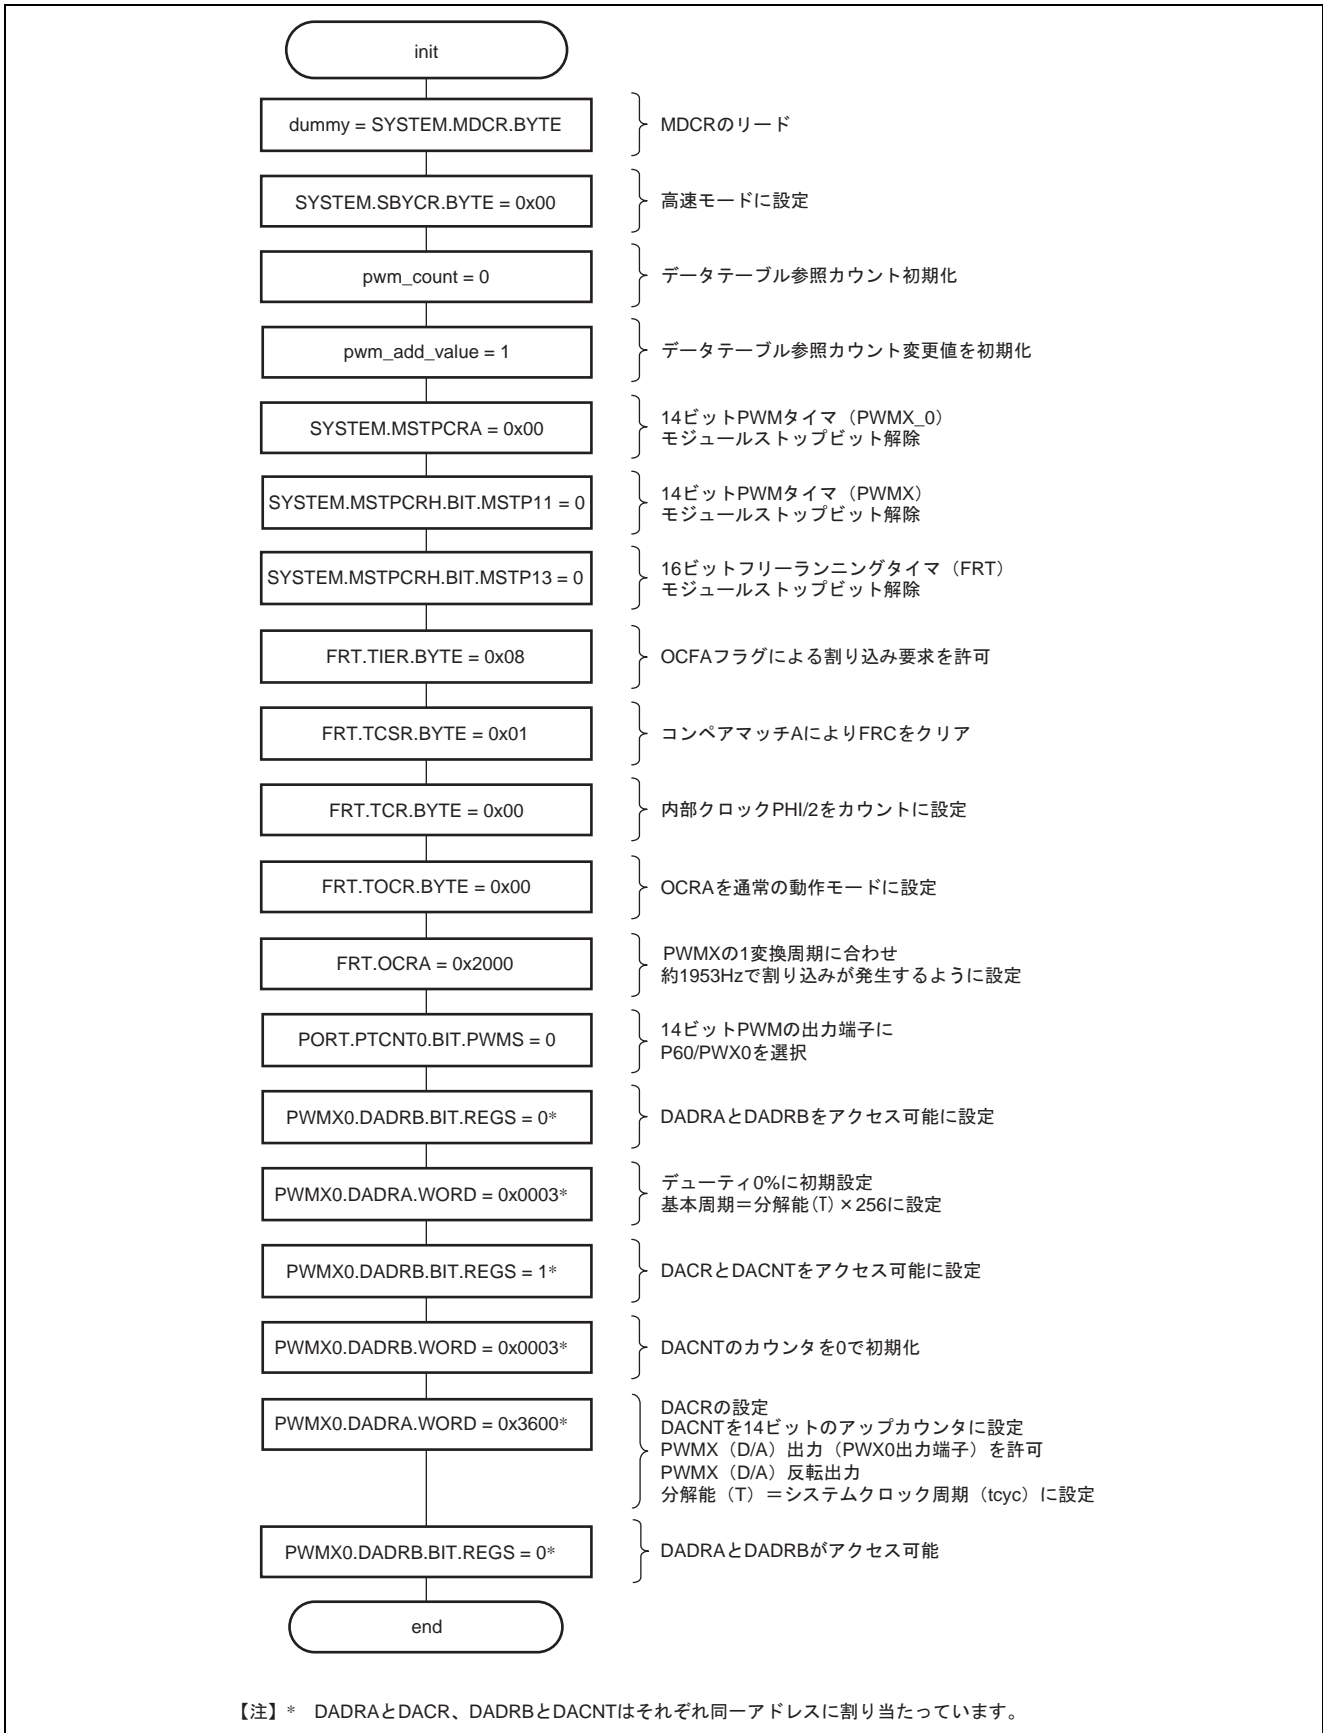 init
dummy = SYSTEM.MDCR.BYTE
MDCRのリード
SYSTEM.SBYCR.BYTE = 0x00
高速モードに設定
pwm_count = 0
データテーブル参照カウント初期化
pwm_add_value = 1
データテーブル参照カウント変更値を初期化
SYSTEM.MSTPCRA = 0x00
14ビットPWMタイマ（PWMX_0）
モジュールストップビット解除
SYSTEM.MSTPCRH.BIT.MSTP11 = 0
14ビットPWMタイマ（PWMX）
モジュールストップビット解除
SYSTEM.MSTPCRH.BIT.MSTP13 = 0
16ビットフリーランニングタイマ（FRT）
モジュールストップビット解除
FRT.TIER.BYTE = 0x08
OCFAフラグによる割り込み要求を許可
FRT.TCSR.BYTE = 0x01
コンペアマッチAによりFRCをクリア
FRT.TCR.BYTE = 0x00
内部クロックPHI/2をカウントに設定
FRT.TOCR.BYTE = 0x00
OCRAを通常の動作モードに設定
FRT.OCRA = 0x2000
PWMXの1変換周期に合わせ
約1953Hzで割り込みが発生するように設定
PORT.PTCNT0.BIT.PWMS = 0
14ビットPWMの出力端子に
P60/PWX0を選択
PWMX0.DADRB.BIT.REGS = 0*
DADRAとDADRBをアクセス可能に設定
PWMX0.DADRA.WORD = 0x0003*
デューティ0%に初期設定
基本周期＝分解能(T)×256に設定
PWMX0.DADRB.BIT.REGS = 1*
DACRとDACNTをアクセス可能に設定
PWMX0.DADRB.WORD = 0x0003*
DACNTのカウンタを0で初期化
PWMX0.DADRA.WORD = 0x3600*
DACRの設定
DACNTを14ビットのアップカウンタに設定
PWMX（D/A）出力（PWX0出力端子）を許可
PWMX（D/A）反転出力
分解能（T）＝システムクロック周期（tcyc）に設定
PWMX0.DADRB.BIT.REGS = 0*
DADRAとDADRBがアクセス可能
end
【注】* DADRAとDACR、DADRBとDACNTはそれぞれ同一アドレスに割り当たっています。